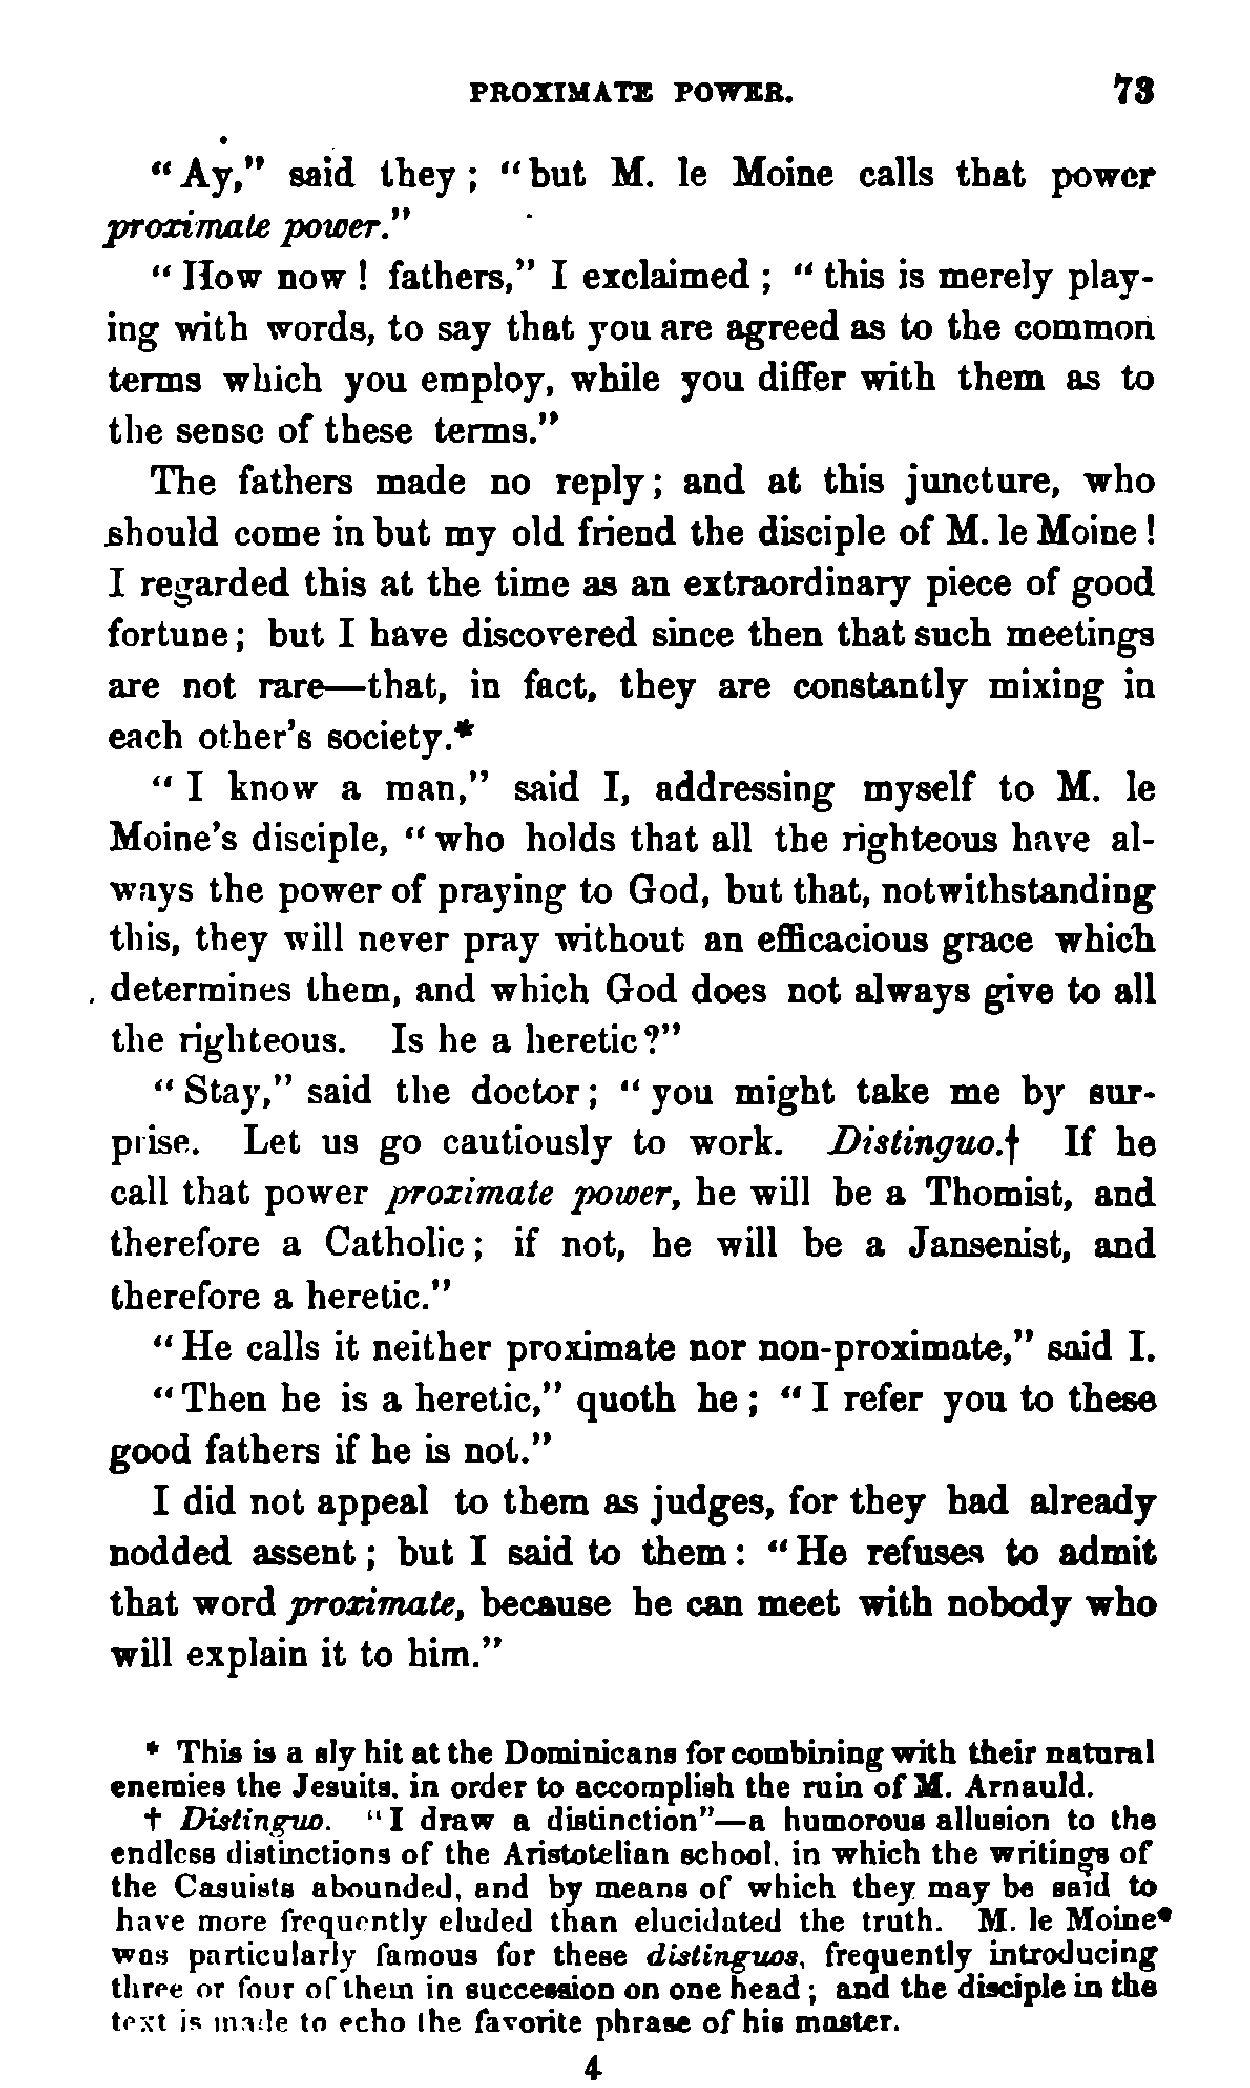 PROXIMATE POWER. 73
"Ay," said they ; "but M. le Moine calls that power
proximate power."
"How now ! fathers," I exclaimed ; "this is merely play-
ing with words, to say that you are agreed as to the common
terms which you employ, while you differ with them as to
the sense of these terms."
The fathers made no reply ; and at this juncture, who
should come in but my old friend the disciple of M. le Moine !
I regarded this at the time as an extraordinary piece of good
fortune ; but I have discovered since then that such meetings
are not rare—that, in fact, they are constantly mixing in
each other's society.*
"I know a man," said I, addressing myself to M. le
Moine's disciple, "who holds that all the righteous have al-
ways the power of praying to God, but that, notwithstanding
this, they will never pray without an efficacious grace which
determines them, and which God does not always give to all
the righteous. Is he a heretic ?"
"Stay," said the doctor ; "you might take me by sur-
prise. Let us go cautiously to work. Distinguo.† If he
call that power proximate power, he will be a Thomist, and
therefore a Catholic ; if not, he will be a Jansenist, and
therefore a heretic."
"He calls it neither proximate nor non-proximate," said I.
"Then he is a heretic," quoth he ; "I refer you to these
good fathers if he is not."
I did not appeal to them as judges, for they had already
nodded assent ; but I said to them : "He refuses to admit
that word proximate, because he can meet with nobody who
will explain it to him."
* This is a sly hit at the Dominicans for combining with their natural
enemies the Jesuits, in order to accomplish the ruin of M. Arnauld.
† Distinguo. "I draw a distinction"—a humorous allusion to the
endless distinctions of the Aristotelian school, in which the writings of
the Casuists abounded, and by means of which they may be said to
have more frequently eluded than elucidated the truth. M. le Moine*
was particularly famous for these distinguos, frequently introducing
three or four of them in succession on one head ; and the disciple in the
text is made to echo the favorite phrase of his master.
4